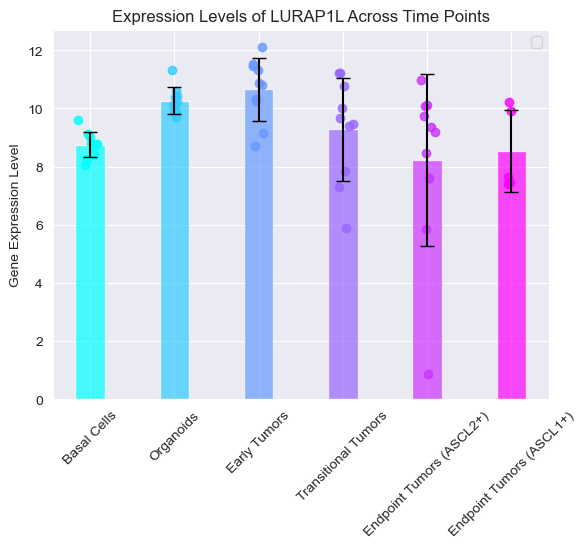 Expression Levels of LURAP1L Across Time Points
Gene Expression Level
12
10
8
6
4
2
0
Basal Cells
Organoids
Early Tumors
Transitional Tumors
Endpoint Tumors (ASCL2+)
Endpoint Tumors (ASCL1+)